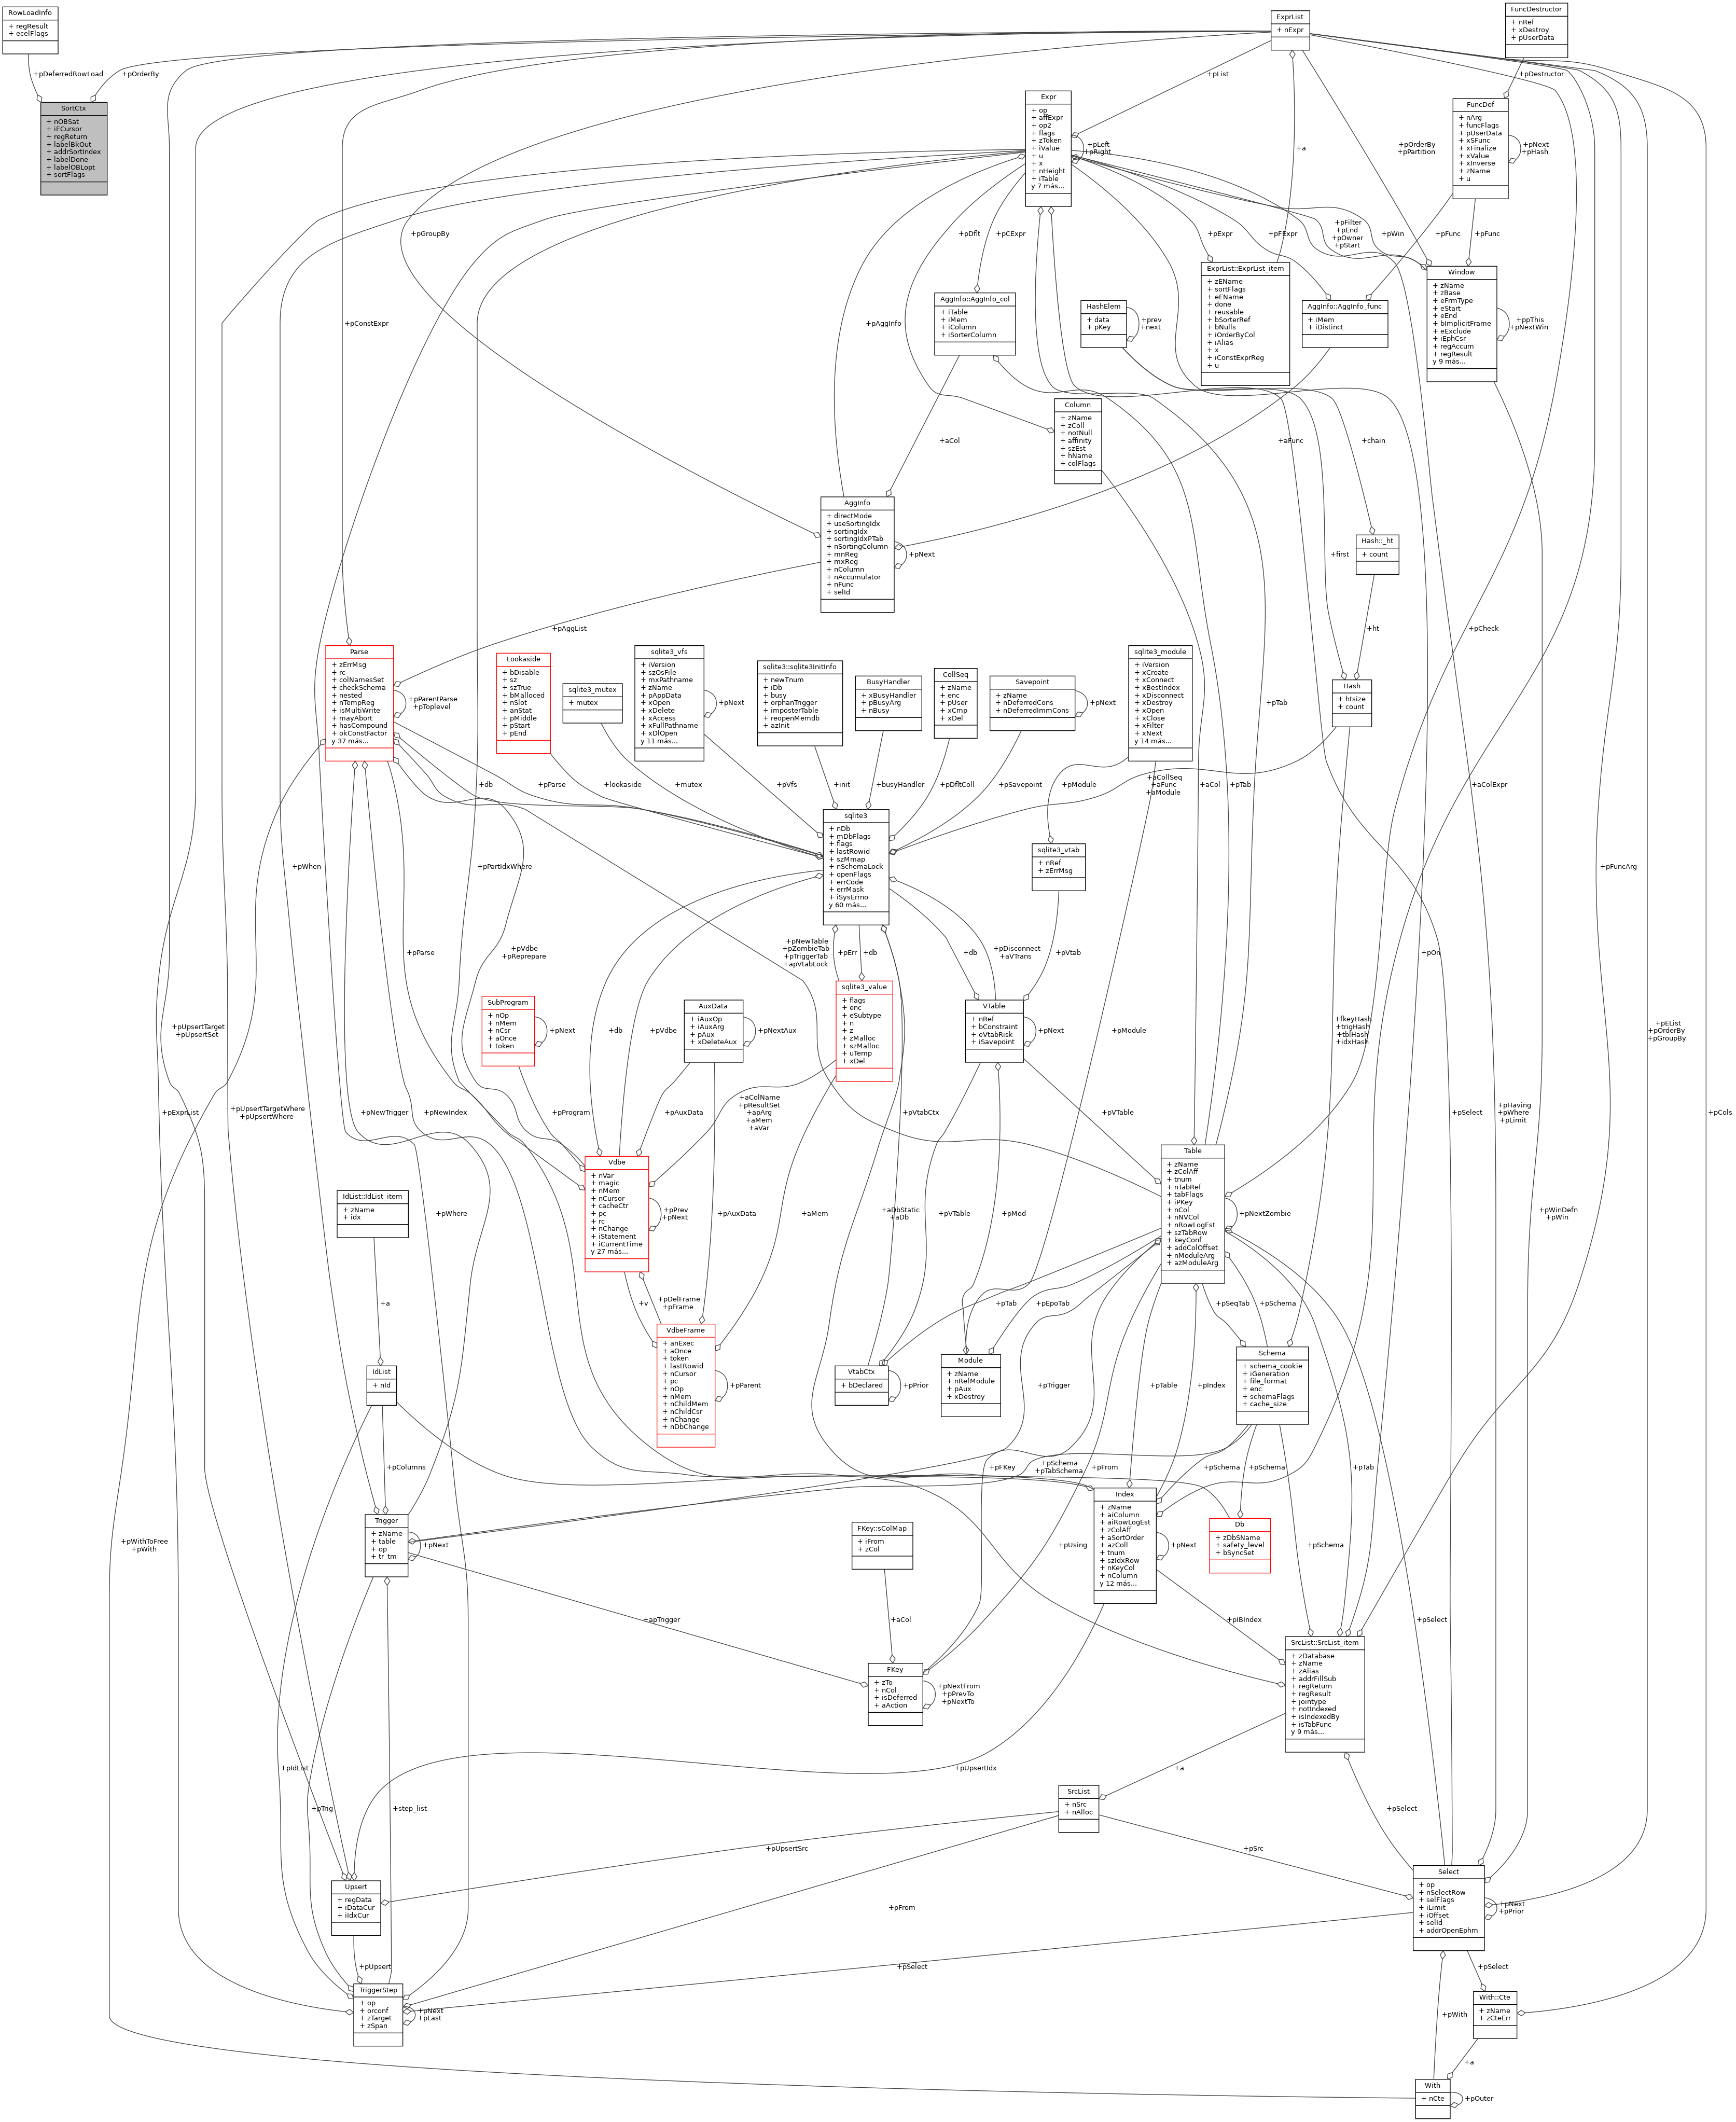 RowLoadInfo
+ regResult
+ ecelFlags
ExprList
+ nExpr
FuncDestructor
+ nRef
+ xDestroy
+ pUserData
+pDeferredRowLoad
+pOrderBy
+pList
+pDestructor
SortCtx
+ nOBSat
+ iECursor
+ regReturn
+ labelBkOut
+ addrSortIndex
+ labelDone
+ labelOBLopt
+ sortFlags
Expr
+ op
+ affExpr
+ op2
+ flags
+ zToken
+ iValue
+ u
+ x
+ nHeight
+ iTable
y 7 más...
+pLeft
+pRight
+a
+pOrderBy
+pPartition
FuncDef
+ nArg
+ funcFlags
+ pUserData
+ xSFunc
+ xFinalize
+ xValue
+ xInverse
+ zName
+ u
+pNext
+pHash
+pGroupBy
+pDflt
+pCExpr
+pExpr
+pFExpr
+pFilter
+pEnd
+pOwner
+pStart
+pWin
+pFunc
+pFunc
ExprList::ExprList_item
+ zEName
+ sortFlags
+ eEName
+ done
+ reusable
+ bSorterRef
+ bNulls
+ iOrderByCol
+ iAlias
+ x
+ iConstExprReg
+ u
Window
+ zName
+ zBase
+ eFrmType
+ eStart
+ eEnd
+ bImplicitFrame
+ eExclude
+ iEphCsr
+ regAccum
+ regResult
y 9 más...
+ppThis
+pNextWin
AggInfo::AggInfo_col
+ iTable
+ iMem
+ iColumn
+ iSorterColumn
HashElem
+ data
+ pKey
+prev
+next
AggInfo::AggInfo_func
+ iMem
+ iDistinct
+pConstExpr
+pAggInfo
Column
+ zName
+ zColl
+ notNull
+ affinity
+ szEst
+ hName
+ colFlags
+aCol
+aFunc
+chain
AggInfo
+ directMode
+ useSortingIdx
+ sortingIdx
+ sortingIdxPTab
+ nSortingColumn
+ mnReg
+ mxReg
+ nColumn
+ nAccumulator
+ nFunc
+ selId
+pNext
+first
Hash::_ht
+ count
+pAggList
+ht
+pCheck
Parse
+ zErrMsg
+ rc
+ colNamesSet
+ checkSchema
+ nested
+ nTempReg
+ isMultiWrite
+ mayAbort
+ hasCompound
+ okConstFactor
y 37 más...
+pParentParse
+pToplevel
Lookaside
+ bDisable
+ sz
+ szTrue
+ bMalloced
+ nSlot
+ anStat
+ pMiddle
+ pStart
+ pEnd
sqlite3_mutex
+ mutex
sqlite3_vfs
+ iVersion
+ szOsFile
+ mxPathname
+ zName
+ pAppData
+ xOpen
+ xDelete
+ xAccess
+ xFullPathname
+ xDlOpen
y 11 más...
+pNext
sqlite3::sqlite3InitInfo
+ newTnum
+ iDb
+ busy
+ orphanTrigger
+ imposterTable
+ reopenMemdb
+ azInit
BusyHandler
+ xBusyHandler
+ pBusyArg
+ nBusy
CollSeq
+ zName
+ enc
+ pUser
+ xCmp
+ xDel
Savepoint
+ zName
+ nDeferredCons
+ nDeferredImmCons
+pNext
sqlite3_module
+ iVersion
+ xCreate
+ xConnect
+ xBestIndex
+ xDisconnect
+ xDestroy
+ xOpen
+ xClose
+ xFilter
+ xNext
y 14 más...
Hash
+ htsize
+ count
+pTab
+db
+pParse
+lookaside
+mutex
+pVfs
+init
+busyHandler
+pDfltColl
+pSavepoint
+pModule
+aCollSeq
+aFunc
+aModule
+aCol
+pTab
+aColExpr
sqlite3
+ nDb
+ mDbFlags
+ flags
+ lastRowid
+ szMmap
+ nSchemaLock
+ openFlags
+ errCode
+ errMask
+ iSysErrno
y 60 más...
sqlite3_vtab
+ nRef
+ zErrMsg
+pWhen
+pPartIdxWhere
+pFuncArg
+pParse
+pVdbe
+pReprepare
+pNewTable
+pZombieTab
+pTriggerTab
+apVtabLock
+pErr
+db
+db
+pDisconnect
+aVTrans
+pVtab
+pOn
sqlite3_value
+ flags
+ enc
+ eSubtype
+ n
+ z
+ zMalloc
+ szMalloc
+ uTemp
+ xDel
SubProgram
+ nOp
+ nMem
+ nCsr
+ aOnce
+ token
+pNext
AuxData
+ iAuxOp
+ iAuxArg
+ pAux
+ xDeleteAux
+pNextAux
VTable
+ nRef
+ bConstraint
+ eVtabRisk
+ iSavepoint
+pNext
+pUpsertTarget
+pUpsertSet
+db
+pVdbe
+pModule
+fkeyHash
+trigHash
+tblHash
+idxHash
+pEList
+pOrderBy
+pGroupBy
+pExprList
+pUpsertTargetWhere
+pUpsertWhere
+pNewTrigger
+pNewIndex
+pProgram
+pAuxData
+aColName
+pResultSet
+apArg
+aMem
+aVar
+pVtabCtx
+pVTable
+pSelect
+pHaving
+pWhere
+pLimit
+pCols
Vdbe
+ nVar
+ magic
+ nMem
+ nCursor
+ cacheCtr
+ pc
+ rc
+ nChange
+ iStatement
+ iCurrentTime
y 27 más...
+pPrev
+pNext
Table
+ zName
+ zColAff
+ tnum
+ nTabRef
+ tabFlags
+ iPKey
+ nCol
+ nNVCol
+ nRowLogEst
+ szTabRow
+ keyConf
+ addColOffset
+ nModuleArg
+ azModuleArg
+pNextZombie
IdList::IdList_item
+ zName
+ idx
+pWhere
+pAuxData
+aMem
+aDbStatic
+aDb
+pVTable
+pMod
+pWinDefn
+pWin
+a
+v
+pDelFrame
+pFrame
+pTab
+pEpoTab
+pSeqTab
+pSchema
VdbeFrame
+ anExec
+ aOnce
+ token
+ lastRowid
+ nCursor
+ pc
+ nOp
+ nMem
+ nChildMem
+ nChildCsr
+ nChange
+ nDbChange
+pParent
IdList
+ nId
VtabCtx
+ bDeclared
+pPrior
Module
+ zName
+ nRefModule
+ pAux
+ xDestroy
+pTrigger
+pTable
+pIndex
Schema
+ schema_cookie
+ iGeneration
+ file_format
+ enc
+ schemaFlags
+ cache_size
+pColumns
+pFKey
+pSchema
+pTabSchema
+pFrom
+pSchema
+pSchema
+pTab
Index
+ zName
+ aiColumn
+ aiRowLogEst
+ zColAff
+ aSortOrder
+ azColl
+ tnum
+ szIdxRow
+ nKeyCol
+ nColumn
y 12 más...
+pNext
+pWithToFree
+pWith
Trigger
+ zName
+ table
+ op
+ tr_tm
+pNext
FKey::sColMap
+ iFrom
+ zCol
+pUsing
Db
+ zDbSName
+ safety_level
+ bSyncSet
+pSchema
+apTrigger
+aCol
+pIBIndex
+pSelect
FKey
+ zTo
+ nCol
+ isDeferred
+ aAction
+pNextFrom
+pPrevTo
+pNextTo
SrcList::SrcList_item
+ zDatabase
+ zName
+ zAlias
+ addrFillSub
+ regReturn
+ regResult
+ jointype
+ notIndexed
+ isIndexedBy
+ isTabFunc
y 9 más...
+pIdList
+pUpsertIdx
+a
+pTrig
+step_list
SrcList
+ nSrc
+ nAlloc
+pSelect
+pUpsertSrc
+pSrc
Upsert
+ regData
+ iDataCur
+ iIdxCur
+pFrom
Select
+ op
+ nSelectRow
+ selFlags
+ iLimit
+ iOffset
+ selId
+ addrOpenEphm
+pNext
+pPrior
+pUpsert
+pSelect
+pSelect
TriggerStep
+ op
+ orconf
+ zTarget
+ zSpan
+pNext
+pLast
With::Cte
+ zName
+ zCteErr
+pWith
+a
With
+ nCte
+pOuter